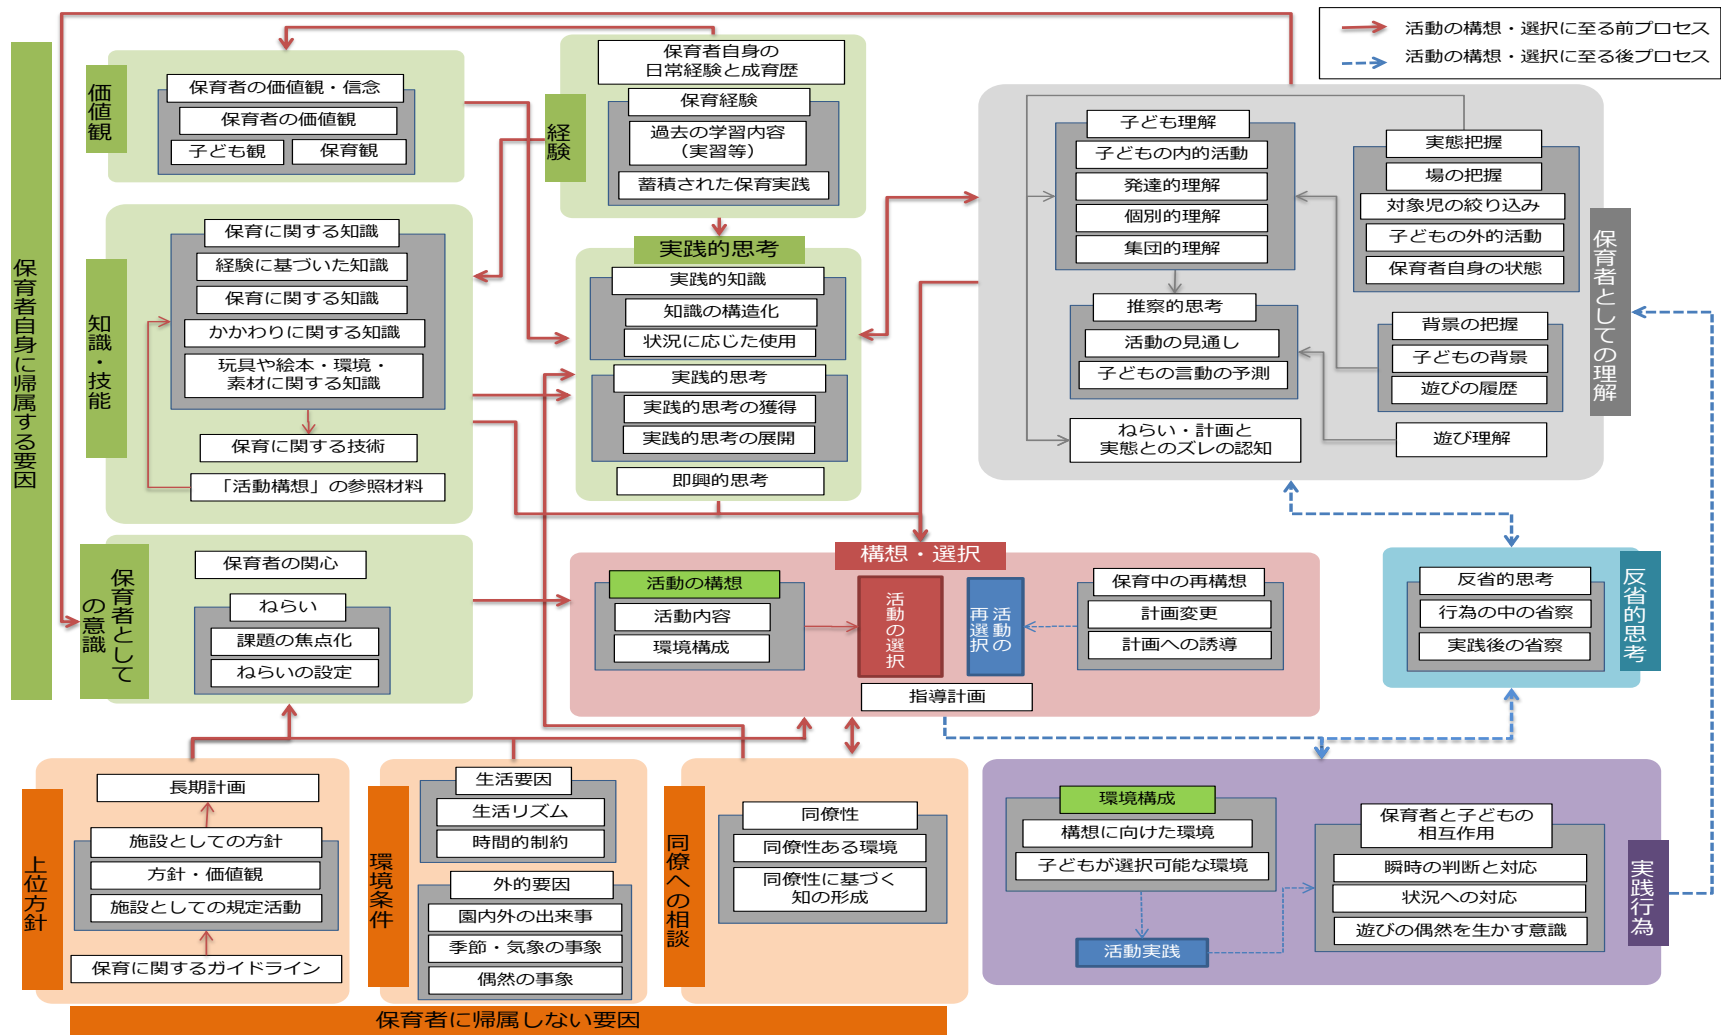 活動の構想・選択に至る前プロセス
活動の構想・選択に至る後プロセス
保育者自身に帰属する要因
価値観
保育者の価値観・信念
保育者の価値観
子ども観
保育観
経験
保育者自身の
日常経験と成育歴
保育経験
過去の学習内容
（実習等）
蓄積された保育実践
知識・技能
保育に関する知識
経験に基づいた知識
保育に関する知識
かかわりに関する知識
玩具や絵本・環境・
素材に関する知識
保育に関する技術
「活動構想」の参照材料
実践的思考
実践的知識
知識の構造化
状況に応じた使用
実践的思考
実践的思考の獲得
実践的思考の展開
即興的思考
保育者としての理解
子ども理解
子どもの内的活動
発達的理解
個別的理解
集団的理解
推察的思考
活動の見通し
子どもの言動の予測
ねらい・計画と
実態とのズレの認知
実態把握
場の把握
対象児の絞り込み
子どもの外的活動
保育者自身の状態
背景の把握
子どもの背景
遊びの履歴
遊び理解
保育者として
の意識
保育者の関心
ねらい
課題の焦点化
ねらいの設定
構想・選択
活動の構想
活動内容
環境構成
活動の選択
活動の
再選択
保育中の再構想
計画変更
計画への誘導
指導計画
反省的思考
反省的思考
行為の中の省察
実践後の省察
上位方針
長期計画
施設としての方針
方針・価値観
施設としての規定活動
保育に関するガイドライン
環境条件
生活要因
生活リズム
時間的制約
外的要因
園内外の出来事
季節・気象の事象
偶然の事象
同僚への相談
同僚性
同僚性ある環境
同僚性に基づく
知の形成
実践行為
環境構成
構想に向けた環境
子どもが選択可能な環境
活動実践
保育者と子どもの
相互作用
瞬時の判断と対応
状況への対応
遊びの偶然を生かす意識
保育者に帰属しない要因